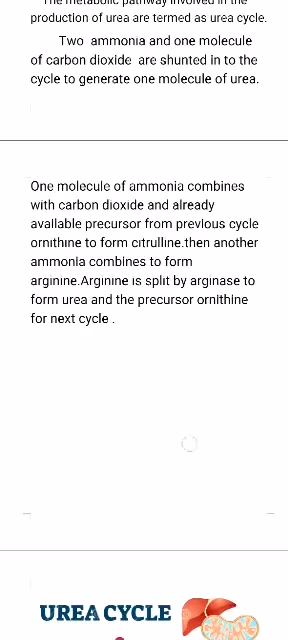 The metabolic pathway involved in the
production of urea are termed as urea cycle.
Two ammonia and one molecule
of carbon dioxide are shunted in to the
cycle to generate one molecule of urea.
One molecule of ammonia combines
with carbon dioxide and already
available precursor from previous cycle
ornithine to form citrulline.then another
ammonia combines to form
arginine.Arginine is split by arginase to
form urea and the precursor ornithine
for next cycle .
UREA CYCLE